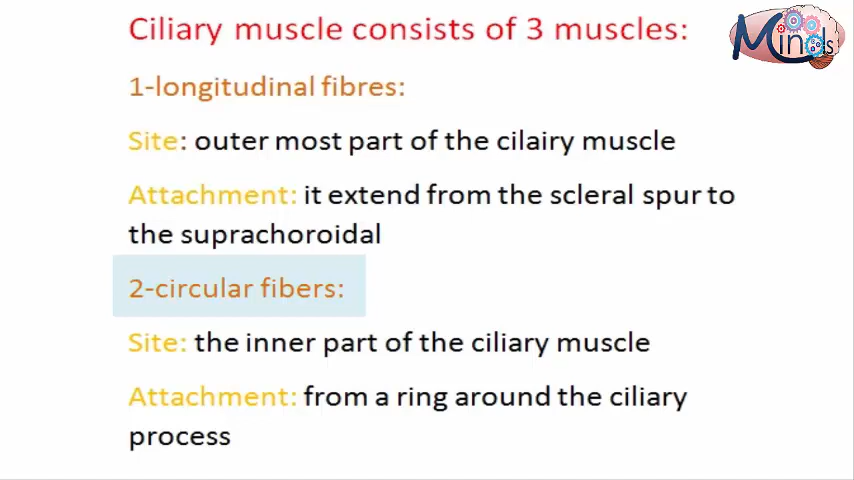 Ciliary muscle consists of 3 muscles:
Minds
1-longitudinal fibres:
Site: outer most part of the cilairy muscle
Attachment: it extend from the scleral spur to
the suprachoroidal
2-circular fibers:
Site: the inner part of the ciliary muscle
Attachment: from a ring around the ciliary
process